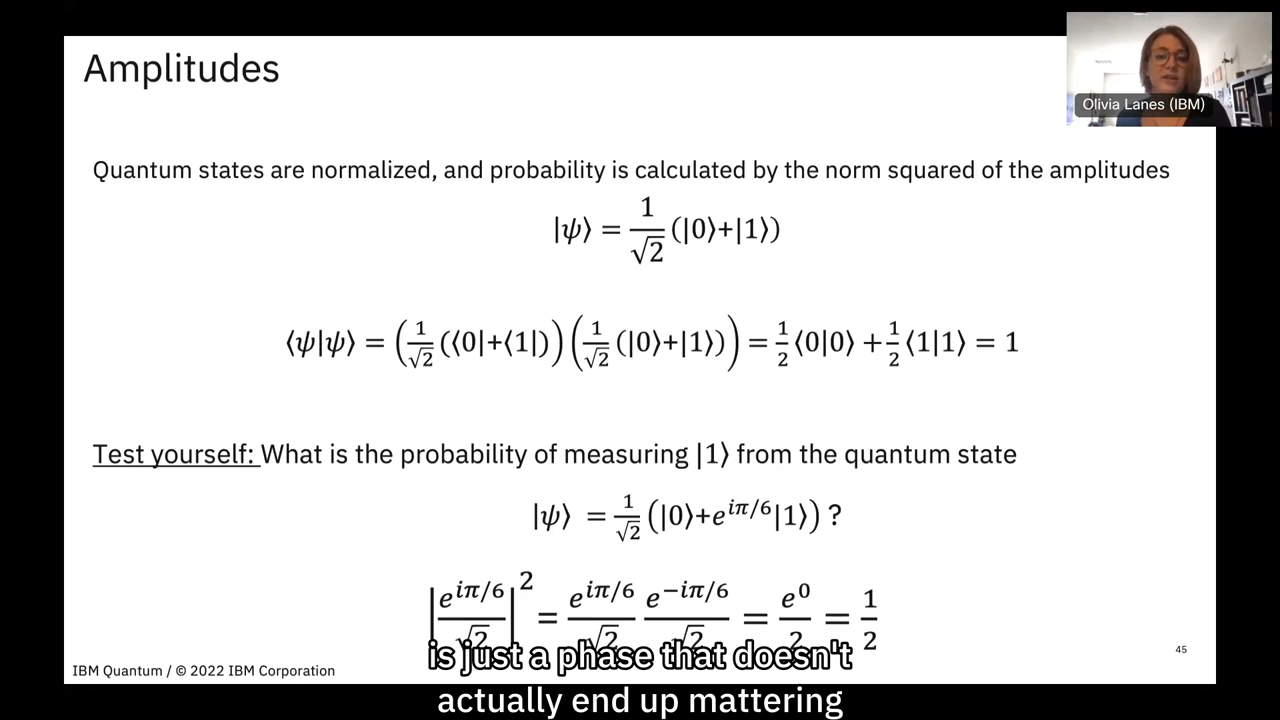 Amplitudes
Olivia Lanes (IBM)
Quantum states are normalized, and probability is calculated by the norm squared of the amplitudes
|ψ⟩ = 1/√2 (|0⟩+|1⟩)
⟨ψ|ψ⟩ = (1/√2 (⟨0|+⟨1|)) (1/√2 (|0⟩+|1⟩)) = 1/2 ⟨0|0⟩ + 1/2 ⟨1|1⟩ = 1
Test yourself: What is the probability of measuring |1⟩ from the quantum state
|ψ⟩ = 1/√2 (|0⟩+e^{iπ/6}|1⟩) ?
|e^{iπ/6}/√2|^2 = e^{iπ/6}/√2 e^{−iπ/6}/√2 = e^0/2 = 1/2
is just a phase that doesn't
actually end up mattering
IBM Quantum / © 2022 IBM Corporation
45